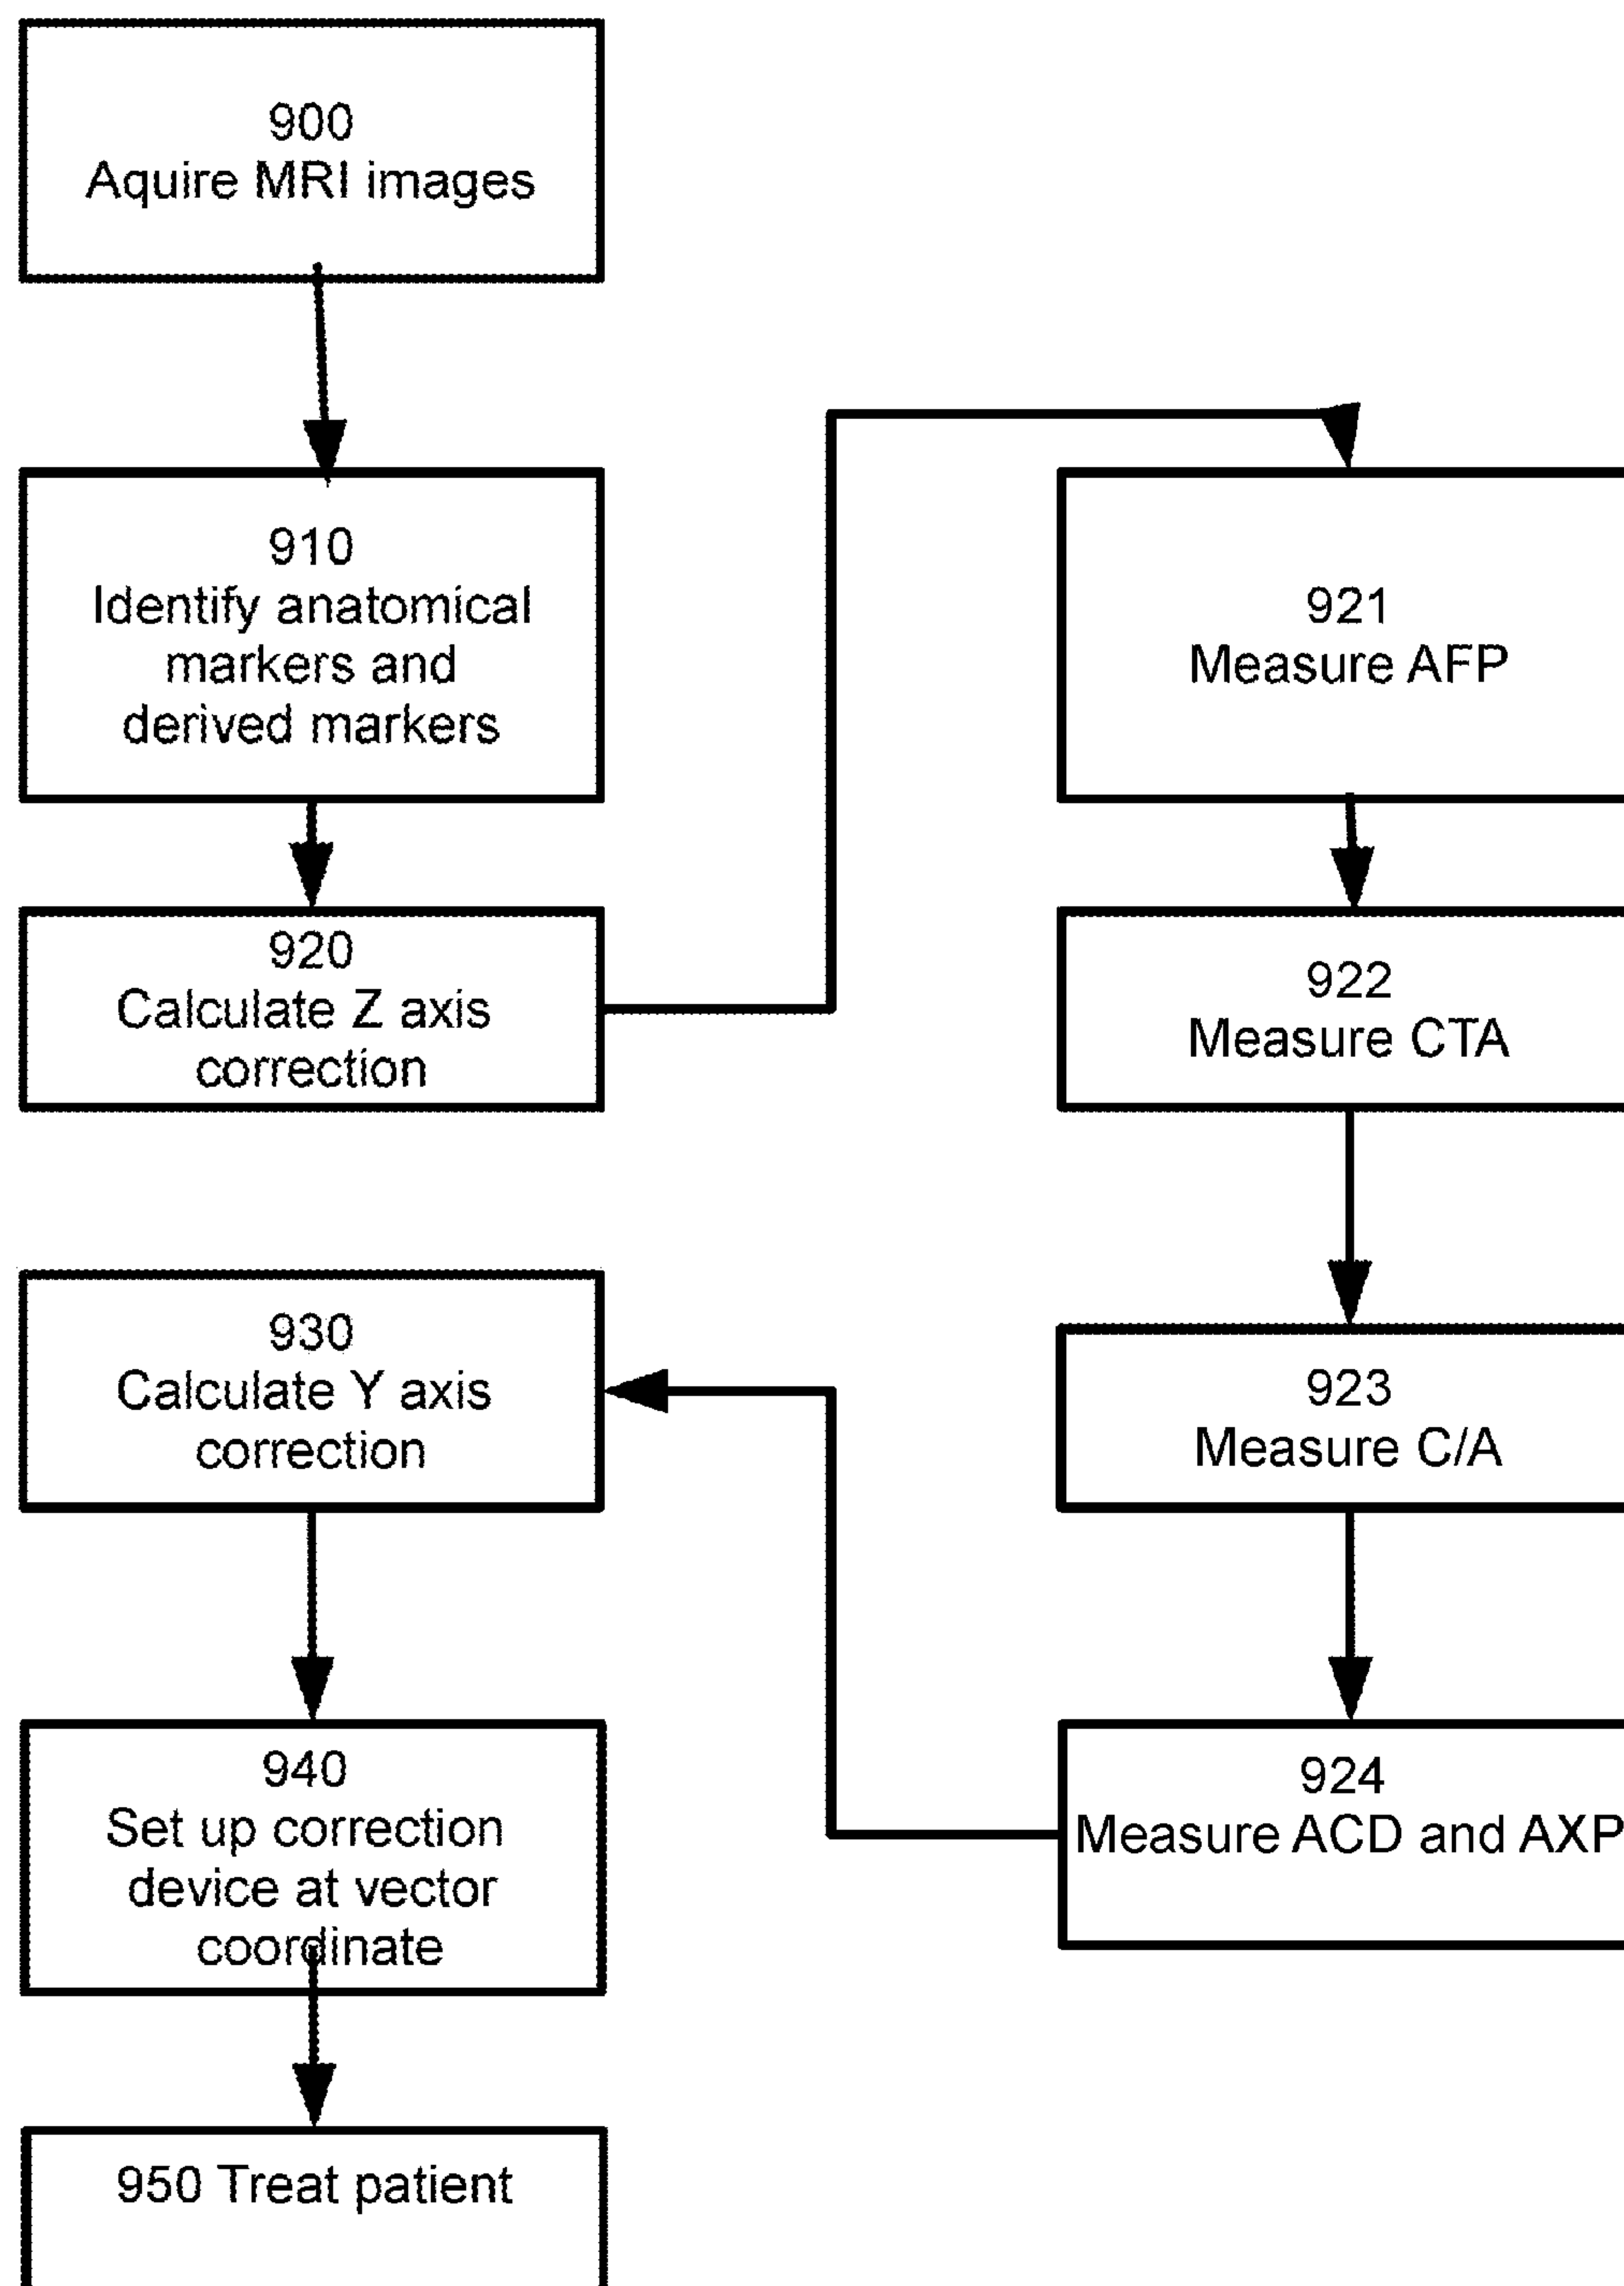 900
Aquire MRI images
910
Identify anatomical
markers and
derived markers
920
Calculate Z axis
correction
921
Measure AFP
922
Measure CTA
923
Measure C/A
924
Measure ACD and AXP
930
Calculate Y axis
correction
940
Set up correction
device at vector
coordinate
950 Treat patient